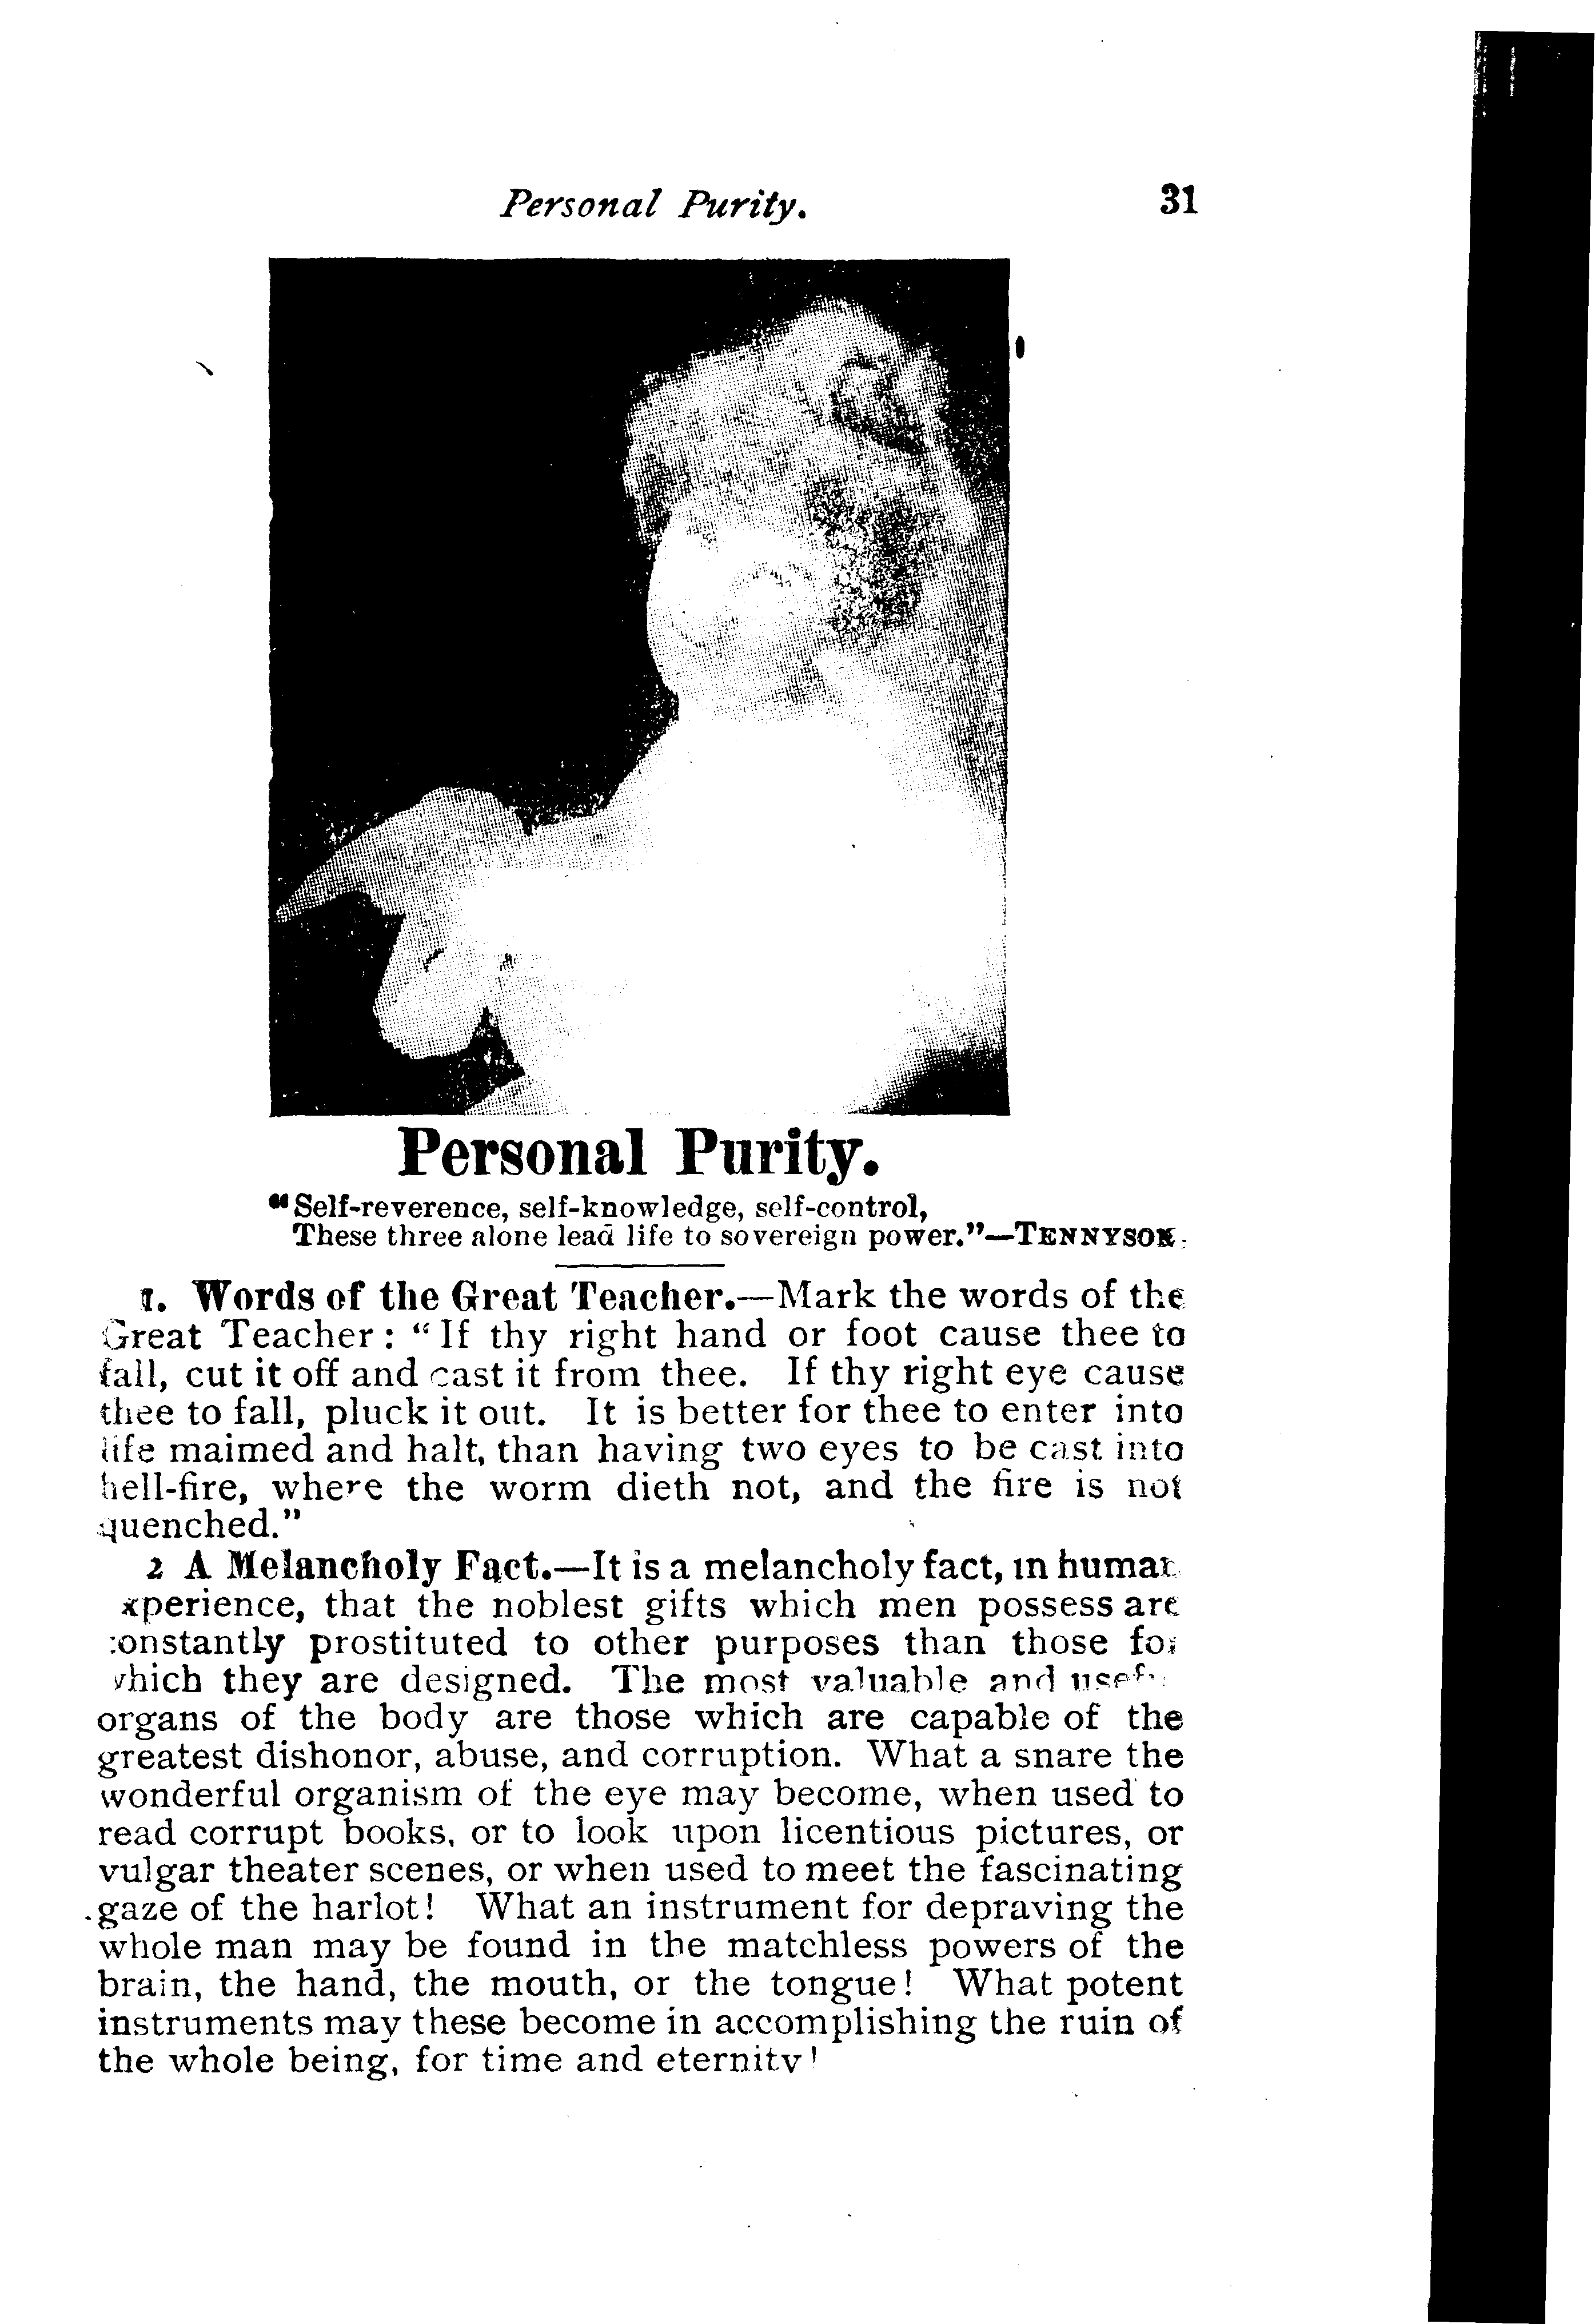 Personal Purity. 31
Personal Purity.
"Self-reverence, self-knowledge, self-control,
These three alone lead life to sovereign power."—TENNYSON.
1. Words of the Great Teacher.—Mark the words of the
Great Teacher: "If thy right hand or foot cause thee to
fall, cut it off and cast it from thee. If thy right eye cause
thee to fall, pluck it out. It is better for thee to enter into
life maimed and halt, than having two eyes to be cast into
hell-fire, where the worm dieth not, and the fire is not
quenched."
2 A Melancholy Fact.—It is a melancholy fact, in human
xperience, that the noblest gifts which men possess are
constantly prostituted to other purposes than those for
which they are designed. The most valuable and usef
organs of the body are those which are capable of the
greatest dishonor, abuse, and corruption. What a snare the
wonderful organism of the eye may become, when used to
read corrupt books, or to look upon licentious pictures, or
vulgar theater scenes, or when used to meet the fascinating
gaze of the harlot! What an instrument for depraving the
whole man may be found in the matchless powers of the
brain, the hand, the mouth, or the tongue! What potent
instruments may these become in accomplishing the ruin of
the whole being, for time and eternity!